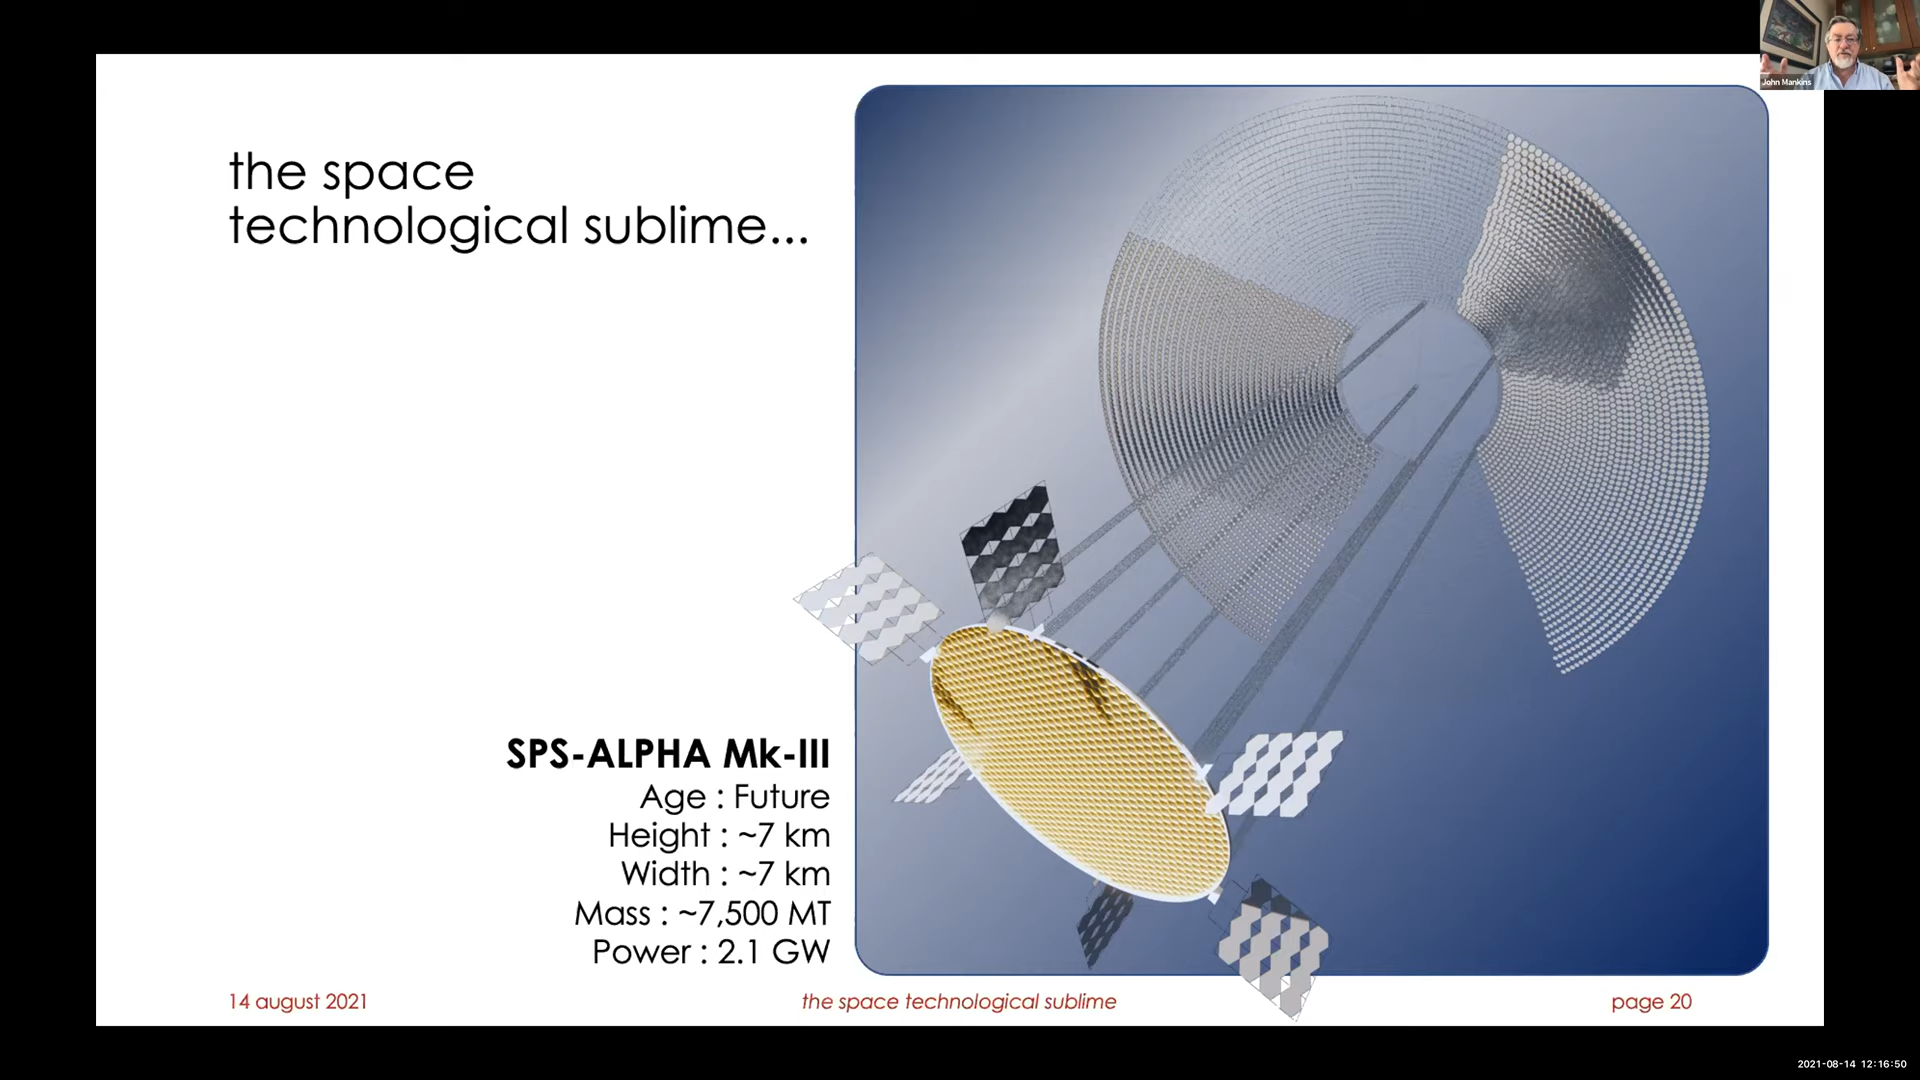 John Mankins
the space
technological sublime...
SPS-ALPHA Mk-III
Age : Future
Height : ~7 km
Width : ~7 km
Mass : ~7,500 MT
Power : 2.1 GW
14 august 2021
the space technological sublime
page 20
2021-08-14 12:16:50